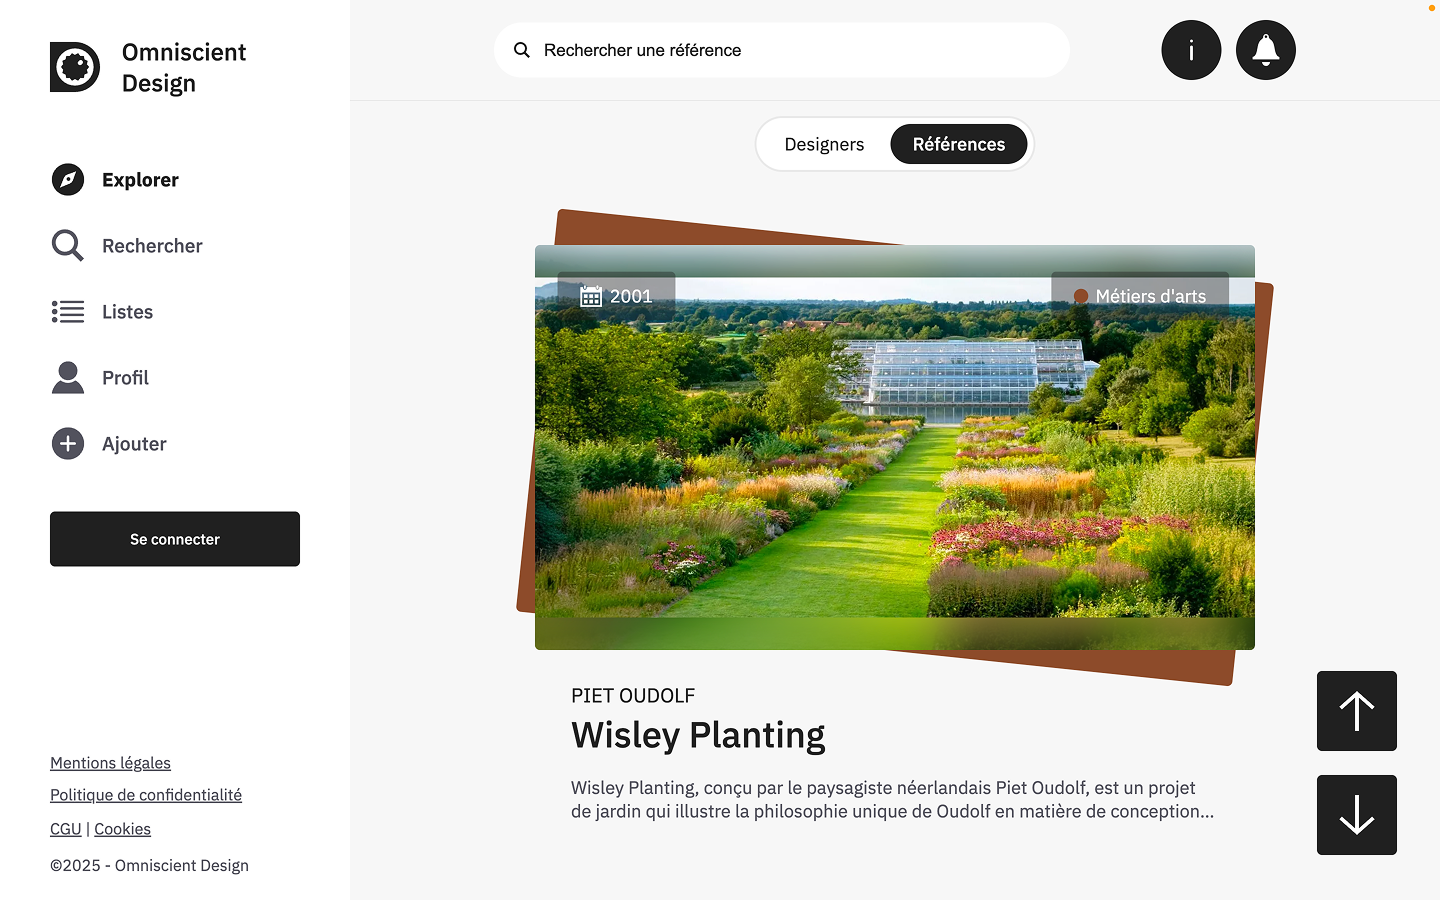 Omniscient
Design
Explorer
Rechercher
Listes
Profil
Ajouter
Se connecter
Mentions légales
Politique de confidentialité
CGU | Cookies
©2025 - Omniscient Design
Rechercher une référence
i
Designers
Références
2001
Métiers d'arts
PIET OUDOLF
Wisley Planting
Wisley Planting, conçu par le paysagiste néerlandais Piet Oudolf, est un projet
de jardin qui illustre la philosophie unique de Oudolf en matière de conception...